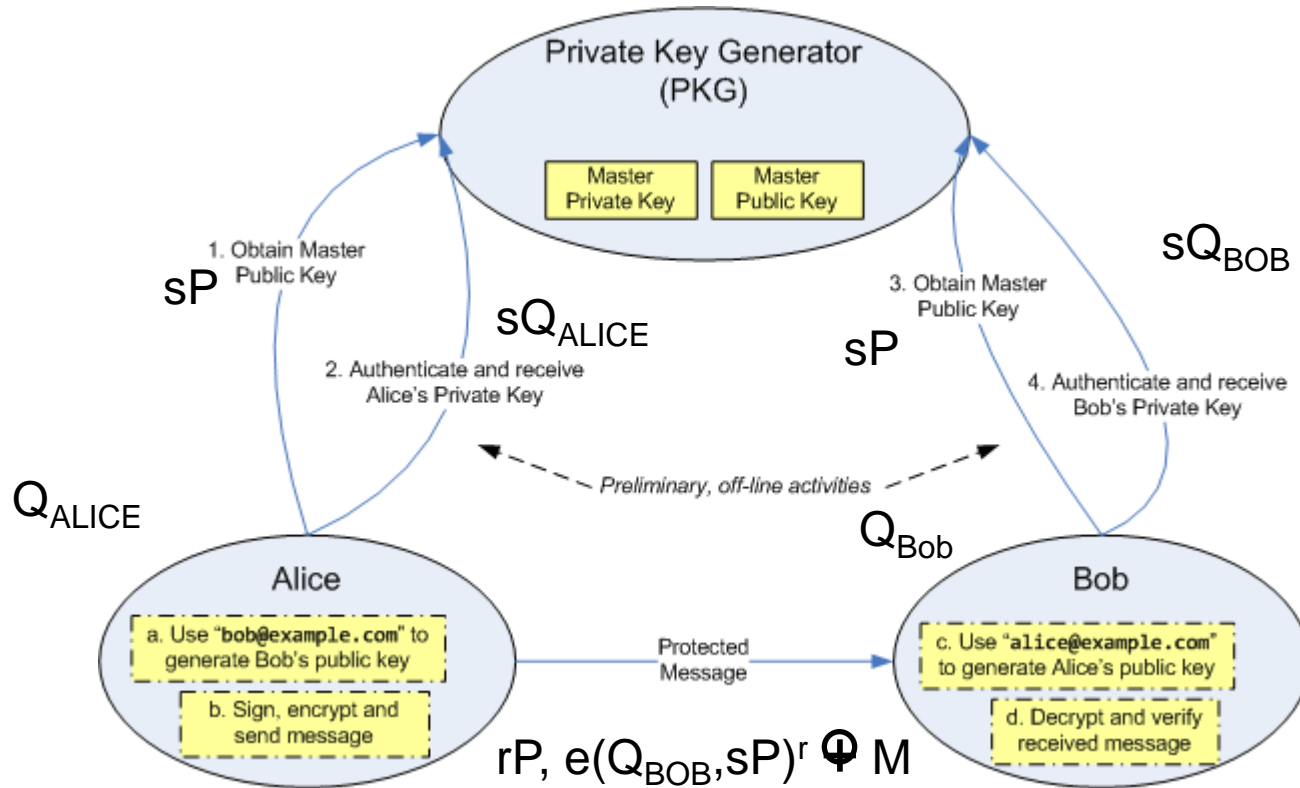 Private Key Generator
(PKG)
Master
Private Key
Master
Public Key
1. Obtain Master
Public Key
sP
sQALICE
2. Authenticate and receive
Alice's Private Key
sQBOB
3. Obtain Master
Public Key
sP
4. Authenticate and receive
Bob's Private Key
Preliminary, off-line activities
QALICE
QBob
Alice
a. Use "bob@example.com" to
generate Bob's public key
b. Sign, encrypt and
send message
Protected
Message
Bob
c. Use "alice@example.com"
to generate Alice's public key
d. Decrypt and verify
received message
rP, e(QBOB,sP)r ⊕ M